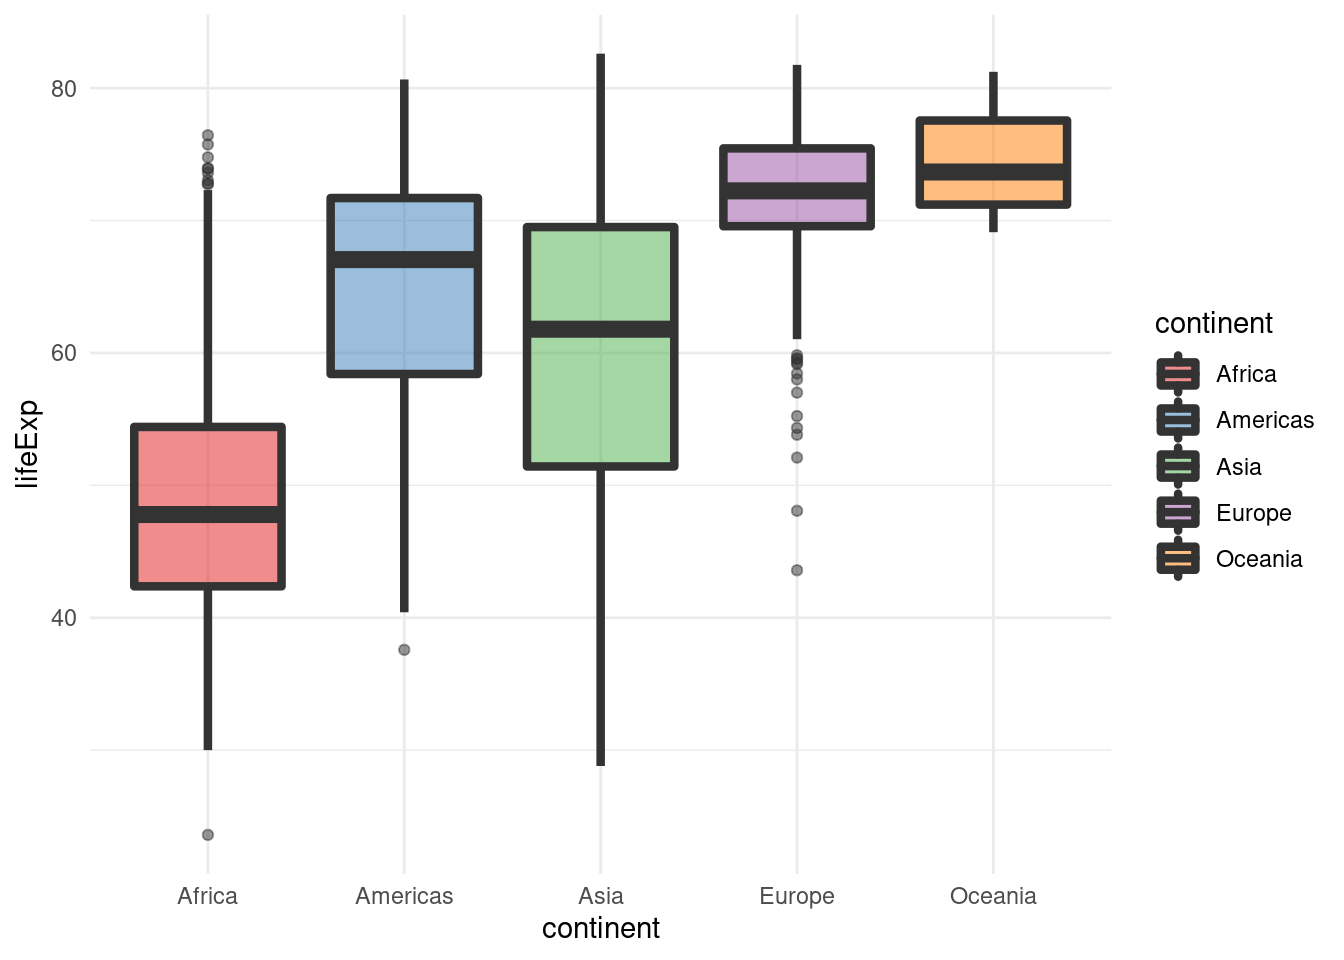 80
60
40
lifeExp
Africa
Americas
Asia
Europe
Oceania
continent
continent
Africa
Americas
Asia
Europe
Oceania